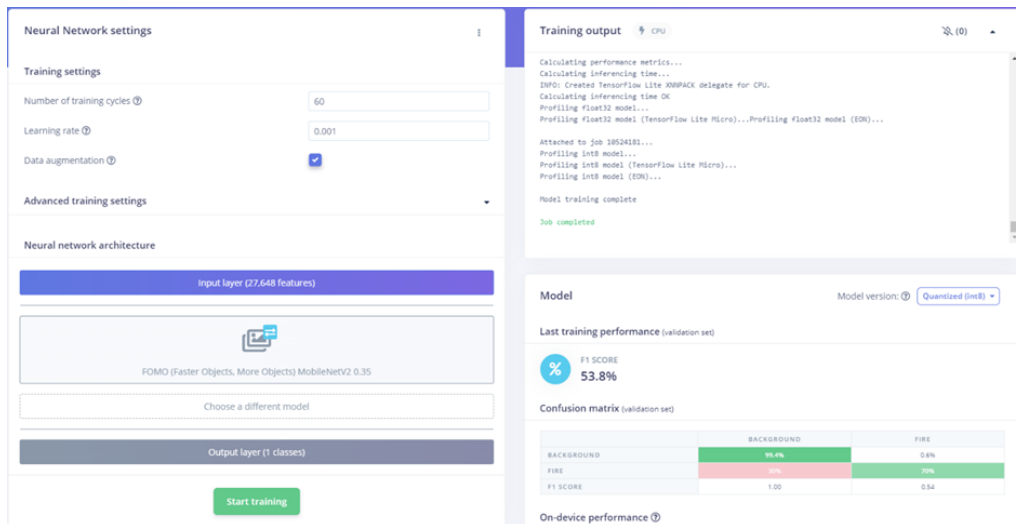 Neural Network settings
Training settings
Number of training cycles
60
Learning rate
0.001
Data augmentation
Advanced training settings
Neural network architecture
Input layer (27,648 features)
FOMO (Faster Objects, More Objects) MobileNetV2 0.35
Choose a different model
Output layer (1 classes)
Start training
Training output CPU (0)
Calculating performance metrics...
Calculating inferencing time...
INFO: Created TensorFlow Lite XNNPACK delegate for CPU.
Calculating inferencing time OK
Profiling float32 model...
Profiling float32 model (TensorFlow Lite Micro)...Profiling float32 model (EON)...
Attached to job 10524181...
Profiling int8 model...
Profiling int8 model (TensorFlow Lite Micro)...
Profiling int8 model (EON)...
Model training complete
Job completed
Model
Model version: Quantized (int8)
Last training performance (validation set)
%
F1 SCORE
53.8%
Confusion matrix (validation set)
BACKGROUND FIRE
BACKGROUND 99.4% 0.6%
FIRE 30% 70%
F1 SCORE 1.00 0.54
On-device performance